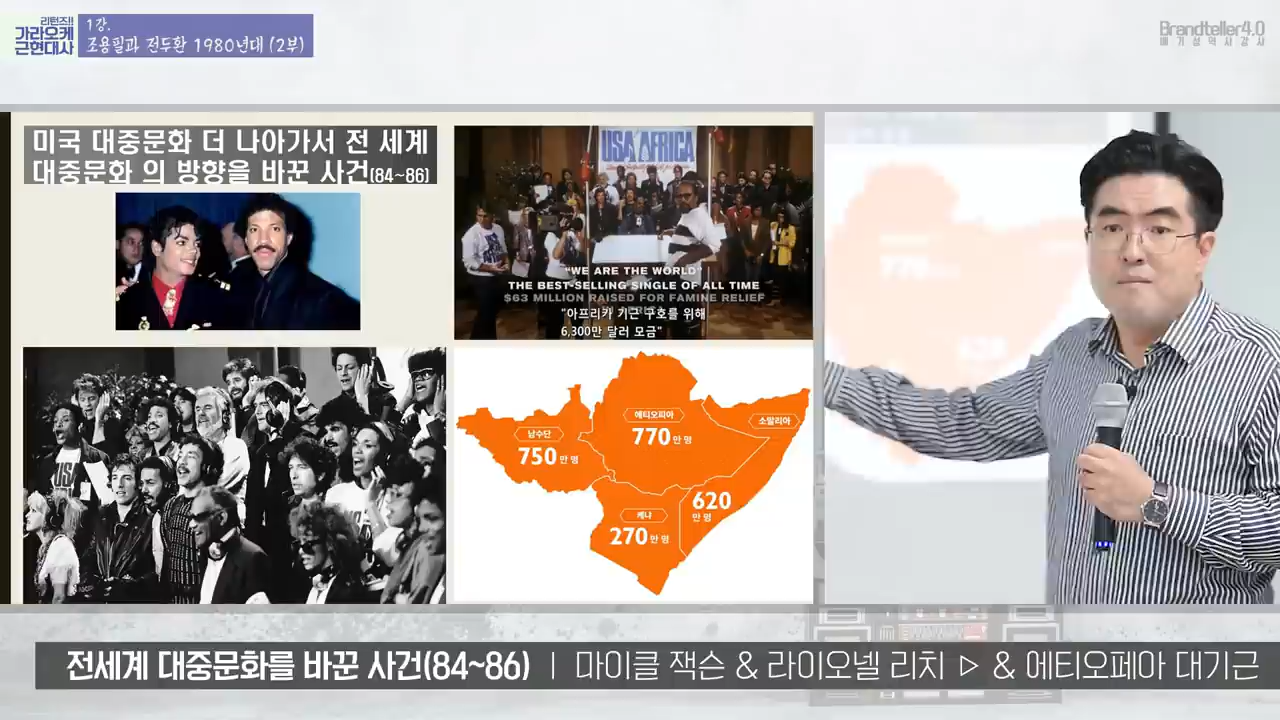 리턴즈!!
가라오케
근현대사
1강.
조용필과 전두환 1980년대 (2부)
Brandteller4.0
매기설역사강사
미국 대중문화 더 나아가서 전 세계
대중문화 의 방향을 바꾼 사건(84~86)
USA AFRICA
"WE ARE THE WORLD"
THE BEST-SELLING SINGLE OF ALL TIME
$63 MILLION RAISED FOR FAMINE RELIEF
"아프리카 기근 구호를 위해
6,300만 달러 모금"
USA
에티오피아
770만 명
소말리아
남수단
750만 명
620
만 명
케냐
270만 명
전세계 대중문화를 바꾼 사건(84~86) | 마이클 잭슨 & 라이오넬 리치 ▷ & 에티오페아 대기근